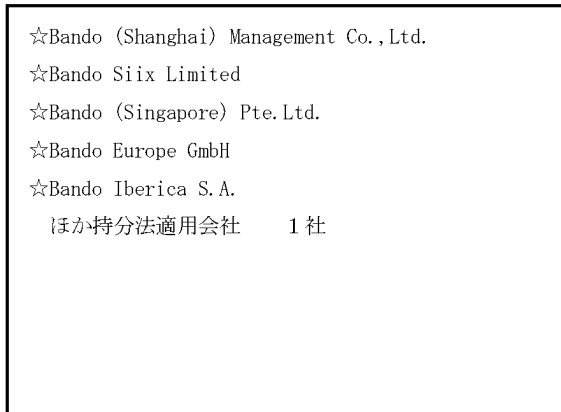 ☆Bando (Shanghai) Management Co.,Ltd.
☆Bando Siix Limited
☆Bando (Singapore) Pte.Ltd.
☆Bando Europe GmbH
☆Bando Iberica S.A.
ほか持分法適用会社　　1社